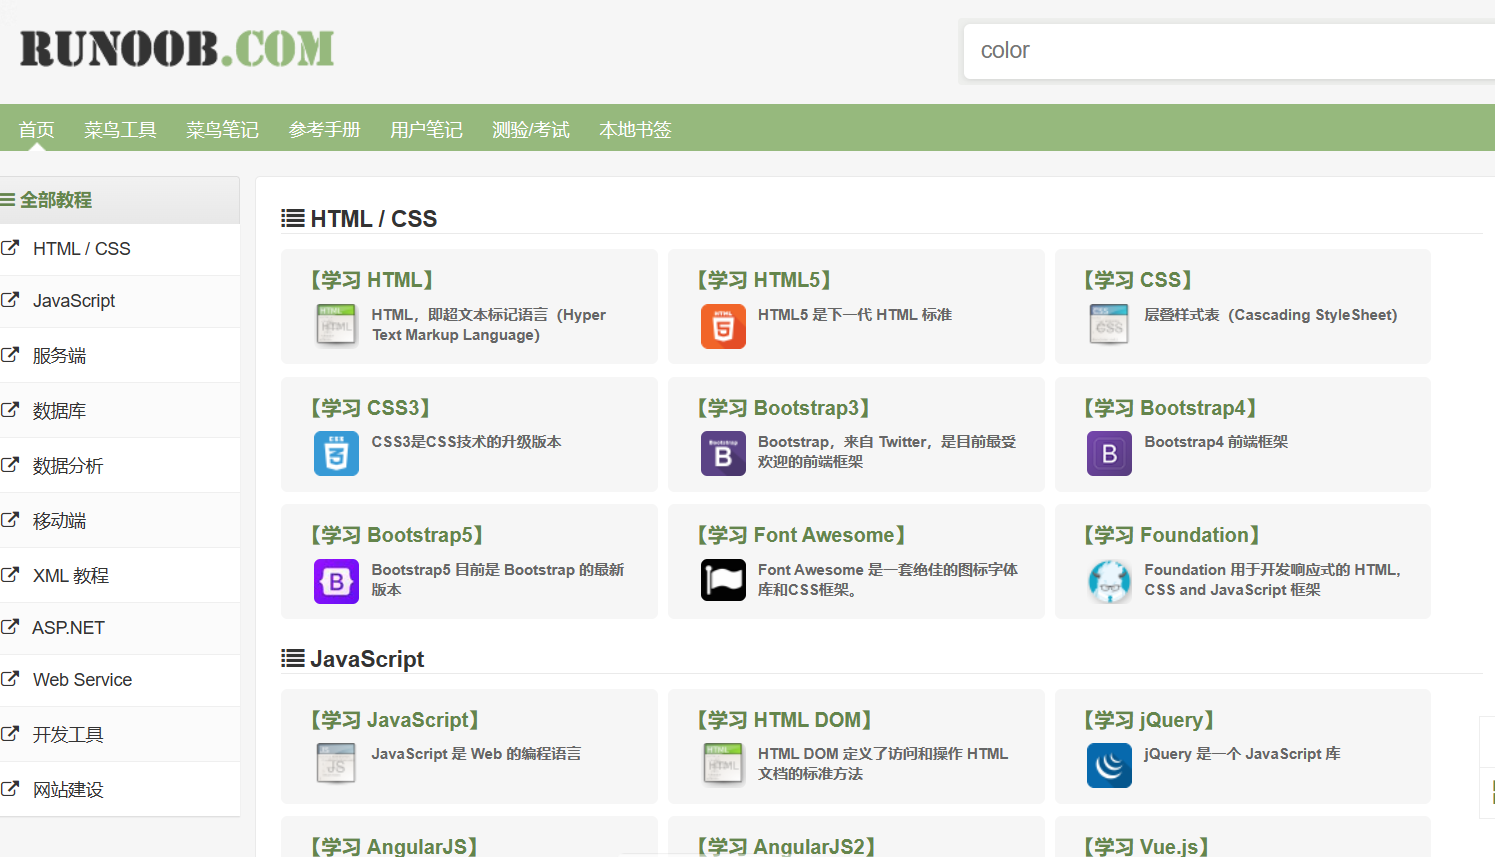 RUNOOB.COM
color
首页 菜鸟工具 菜鸟笔记 参考手册 用户笔记 测验/考试 本地书签
全部教程
HTML / CSS
JavaScript
服务端
数据库
数据分析
移动端
XML 教程
ASP.NET
Web Service
开发工具
网站建设
HTML / CSS
【学习 HTML】
HTML，即超文本标记语言（Hyper
Text Markup Language)
【学习 HTML5】
HTML5 是下一代 HTML 标准
【学习 CSS】
层叠样式表（Cascading StyleSheet)
【学习 CSS3】
CSS3是CSS技术的升级版本
【学习 Bootstrap3】
Bootstrap，来自 Twitter，是目前最受
欢迎的前端框架
【学习 Bootstrap4】
Bootstrap4 前端框架
【学习 Bootstrap5】
Bootstrap5 目前是 Bootstrap 的最新
版本
【学习 Font Awesome】
Font Awesome 是一套绝佳的图标字体
库和CSS框架。
【学习 Foundation】
Foundation 用于开发响应式的 HTML,
CSS and JavaScript 框架
JavaScript
【学习 JavaScript】
JavaScript 是 Web 的编程语言
【学习 HTML DOM】
HTML DOM 定义了访问和操作 HTML
文档的标准方法
【学习 jQuery】
jQuery 是一个 JavaScript 库
【学习 AngularJS】
【学习 AngularJS2】
【学习 Vue.js】